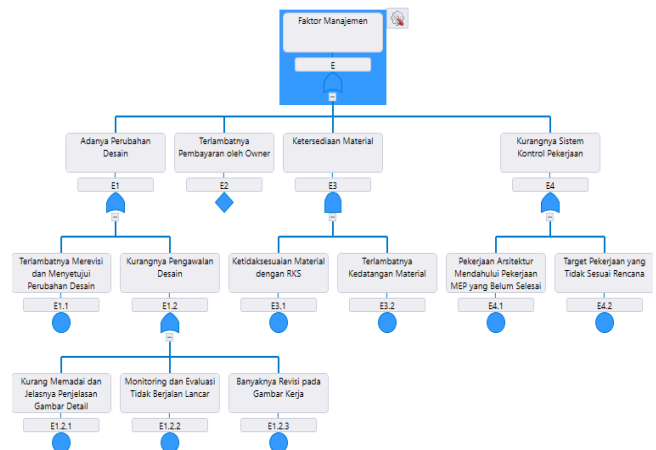 Faktor Manajemen
E
Adanya Perubahan
Desain
E1
Terlambatnya
Pembayaran oleh Owner
E2
Ketersediaan Material
E3
Kurangnya Sistem
Kontrol Pekerjaan
E4
Terlambatnya Merevisi
dan Menyetujui
Perubahan Desain
E1.1
Kurangnya Pengawalan
Desain
E1.2
Ketidaksesuaian Material
dengan RKS
E3.1
Terlambatnya
Kedatangan Material
E3.2
Pekerjaan Arsitektur
Mendahului Pekerjaan
MEP yang Belum Selesai
E4.1
Target Pekerjaan yang
Tidak Sesuai Rencana
E4.2
Kurang Memadai dan
Jelasnya Penjelasan
Gambar Detail
E1.2.1
Monitoring dan Evaluasi
Tidak Berjalan Lancar
E1.2.2
Banyaknya Revisi pada
Gambar Kerja
E1.2.3